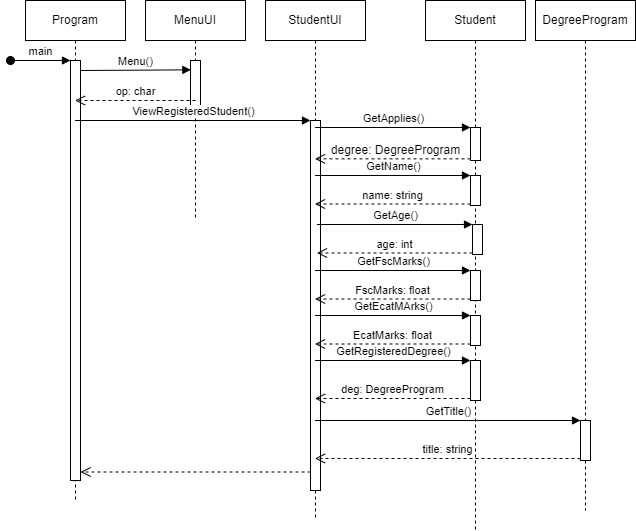 Program
MenuUI
StudentUI
Student
DegreeProgram
main
Menu()
op: char
ViewRegisteredStudent()
GetApplies()
degree: DegreeProgram
GetName()
name: string
GetAge()
age: int
GetFscMarks()
FscMarks: float
GetEcatMArks()
EcatMarks: float
GetRegisteredDegree()
deg: DegreeProgram
GetTitle()
title: string